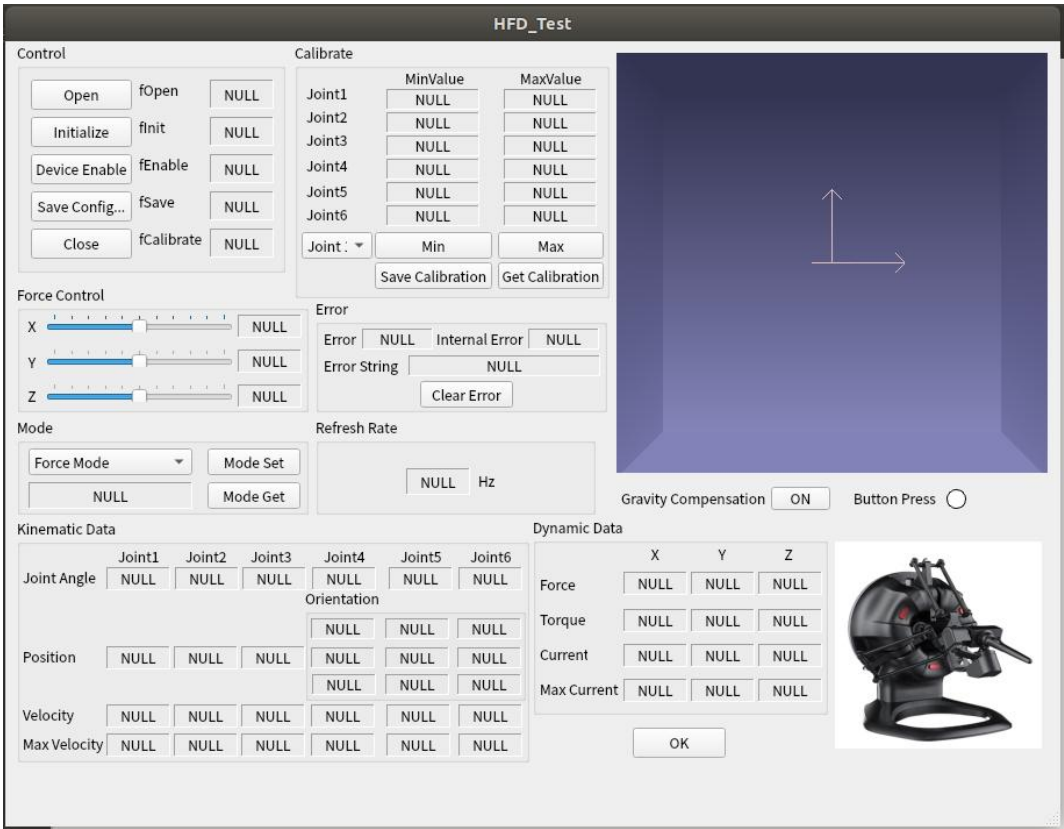 HFD_Test
Control
Open fOpen NULL
Initialize fInit NULL
Device Enable fEnable NULL
Save Config... fSave NULL
Close fCalibrate NULL
Calibrate
MinValue MaxValue
Joint1 NULL NULL
Joint2 NULL NULL
Joint3 NULL NULL
Joint4 NULL NULL
Joint5 NULL NULL
Joint6 NULL NULL
Joint Min Max
Save Calibration Get Calibration
Force Control
X NULL
Y NULL
Z NULL
Error
Error NULL Internal Error NULL
Error String NULL
Clear Error
Mode
Force Mode Mode Set
NULL Mode Get
Refresh Rate
NULL Hz
Gravity Compensation ON Button Press
Kinematic Data
Joint1 Joint2 Joint3 Joint4 Joint5 Joint6
Joint Angle NULL NULL NULL NULL NULL NULL
Orientation
NULL NULL NULL
Position NULL NULL NULL NULL NULL NULL
NULL NULL NULL
Velocity NULL NULL NULL NULL NULL NULL
Max Velocity NULL NULL NULL NULL NULL NULL
Dynamic Data
X Y Z
Force NULL NULL NULL
Torque NULL NULL NULL
Current NULL NULL NULL
Max Current NULL NULL NULL
OK